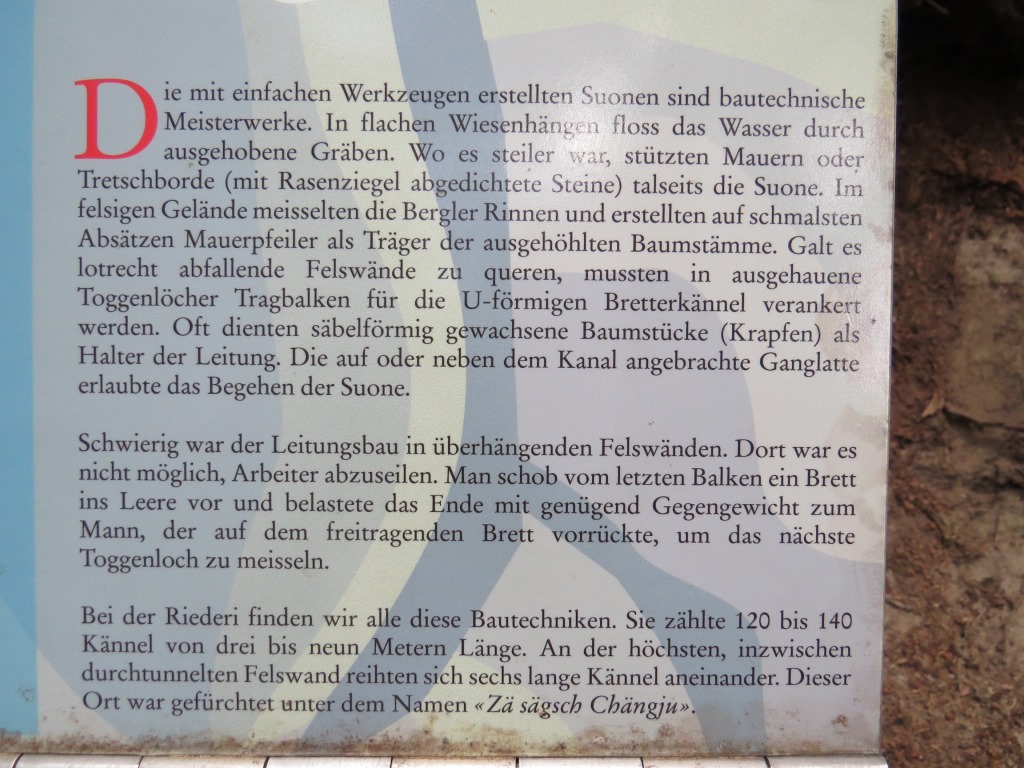 Die mit einfachen Werkzeugen erstellten Suonen sind bautechnische
Meisterwerke. In flachen Wiesenhängen floss das Wasser durch
ausgehobene Gräben. Wo es steiler war, stützten Mauern oder
Tretschborde (mit Rasenziegel abgedichtete Steine) talseits die Suone. Im
felsigen Gelände meisselten die Bergler Rinnen und erstellten auf schmalsten
Absätzen Mauerpfeiler als Träger der ausgehöhlten Baumstämme. Galt es
lotrecht abfallende Felswände zu queren, mussten in ausgehauene
Toggenlöcher Tragbalken für die U-förmigen Bretterkännel verankert
werden. Oft dienten säbelförmig gewachsene Baumstücke (Krapfen) als
Halter der Leitung. Die auf oder neben dem Kanal angebrachte Ganglatte
erlaubte das Begehen der Suone.
Schwierig war der Leitungsbau in überhängenden Felswänden. Dort war es
nicht möglich, Arbeiter abzuseilen. Man schob vom letzten Balken ein Brett
ins Leere vor und belastete das Ende mit genügend Gegengewicht zum
Mann, der auf dem freitragenden Brett vorrückte, um das nächste
Toggenloch zu meisseln.
Bei der Riederi finden wir alle diese Bautechniken. Sie zählte 120 bis 140
Kännel von drei bis neun Metern Länge. An der höchsten, inzwischen
durchtunnelten Felswand reihten sich sechs lange Kännel aneinander. Dieser
Ort war gefürchtet unter dem Namen «Zä sägsch Chängju».